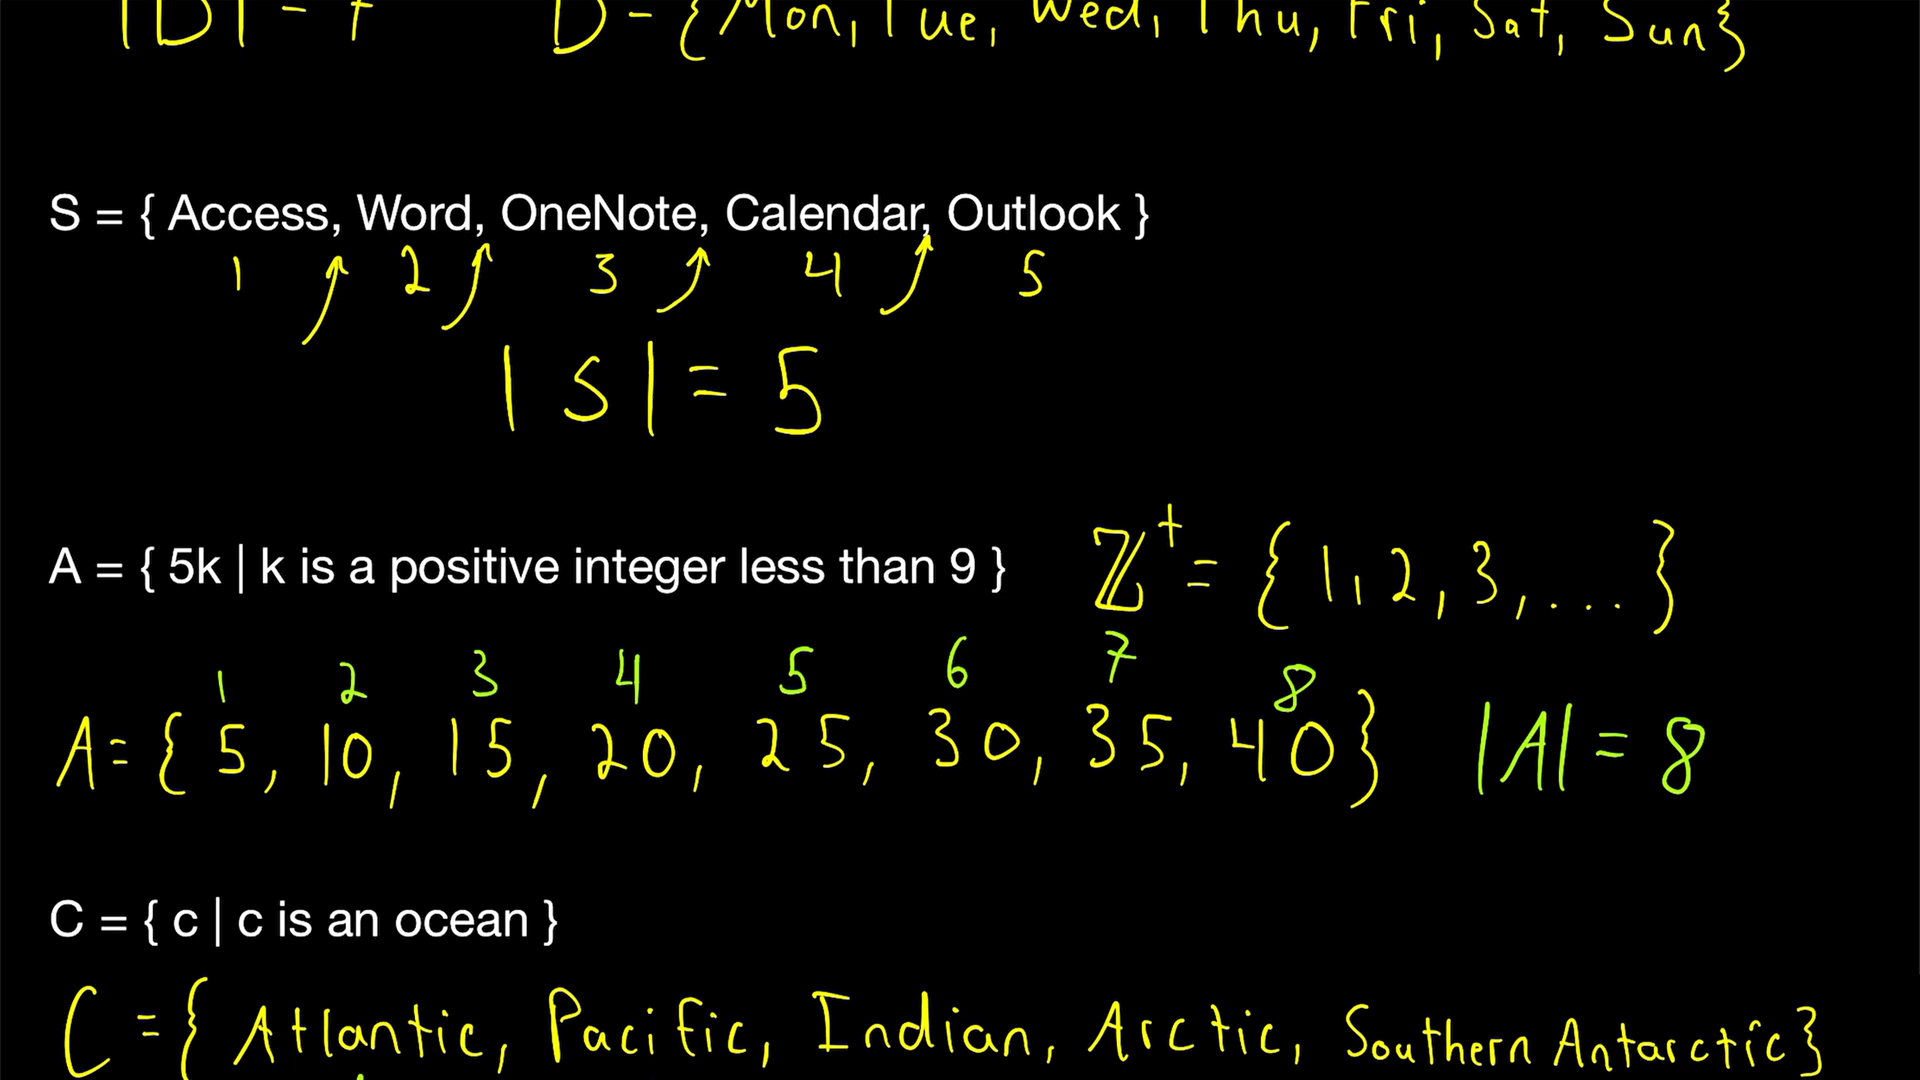 |D| = 7 D = {Mon, Tue, Wed, Thu, Fri, Sat, Sun}
S = { Access, Word, OneNote, Calendar, Outlook }
1 2 3 4 5
|S| = 5
A = { 5k | k is a positive integer less than 9 } ℤ⁺ = {1, 2, 3, ...}
1 2 3 4 5 6 7 8
A = {5, 10, 15, 20, 25, 30, 35, 40} |A| = 8
C = { c | c is an ocean }
C = {Atlantic, Pacific, Indian, Arctic, Southern Antarctic}